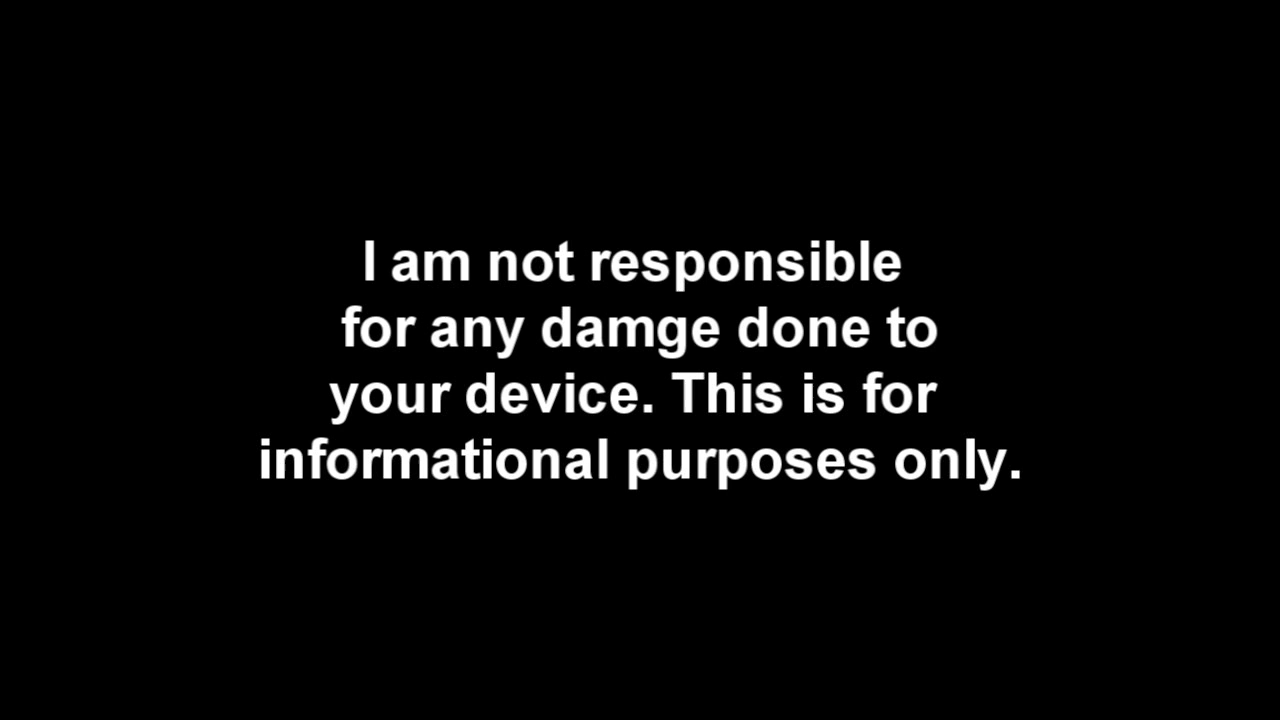 I am not responsible
for any damge done to
your device. This is for
informational purposes only.